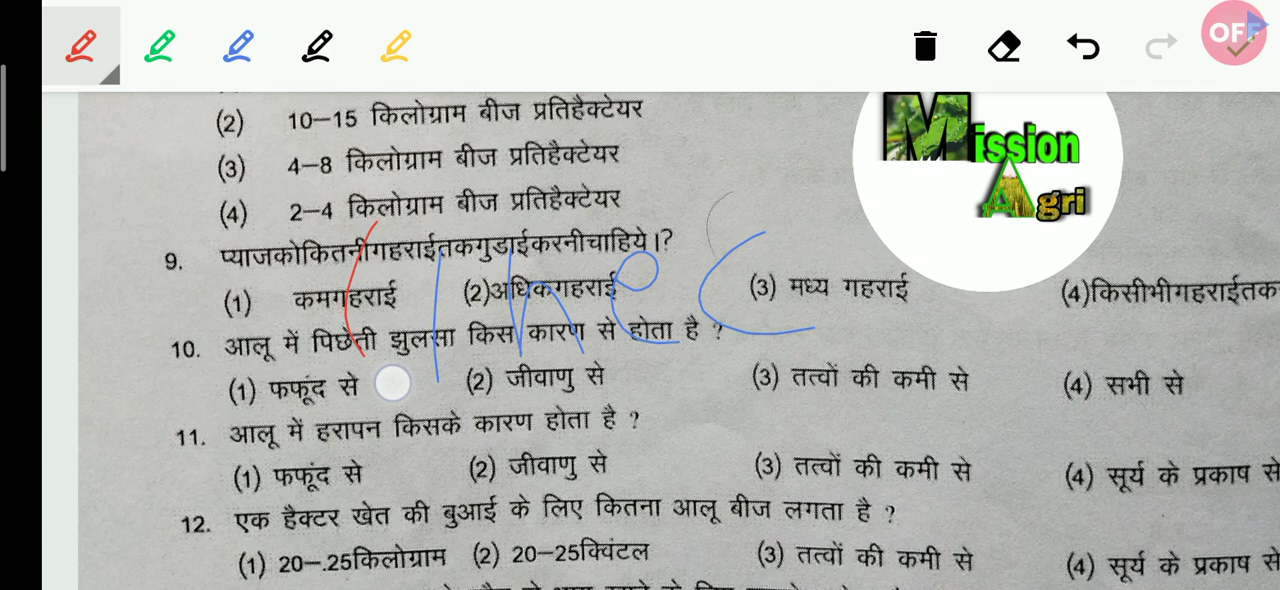 OFF
(2) 10–15 किलोग्राम बीज प्रतिहैक्टेयर
(3) 4–8 किलोग्राम बीज प्रतिहैक्टेयर
(4) 2–4 किलोग्राम बीज प्रतिहैक्टेयर
Mission
Agri
9. प्याजकोकितनीगहराईतकगुडाईकरनीचाहिये।?
(1) कमगहराई (2)अधिकगहराई (3) मध्य गहराई (4)किसीभीगहराईतक
10. आलू में पिछेती झुलसा किस कारण से होता है ?
(1) फफूंद से (2) जीवाणु से (3) तत्वों की कमी से (4) सभी से
11. आलू में हरापन किसके कारण होता है ?
(1) फफूंद से (2) जीवाणु से (3) तत्वों की कमी से (4) सूर्य के प्रकाष से
12. एक हैक्टर खेत की बुआई के लिए कितना आलू बीज लगता है ?
(1) 20–.25किलोग्राम (2) 20–25क्विंटल (3) तत्वों की कमी से (4) सूर्य के प्रकाष से